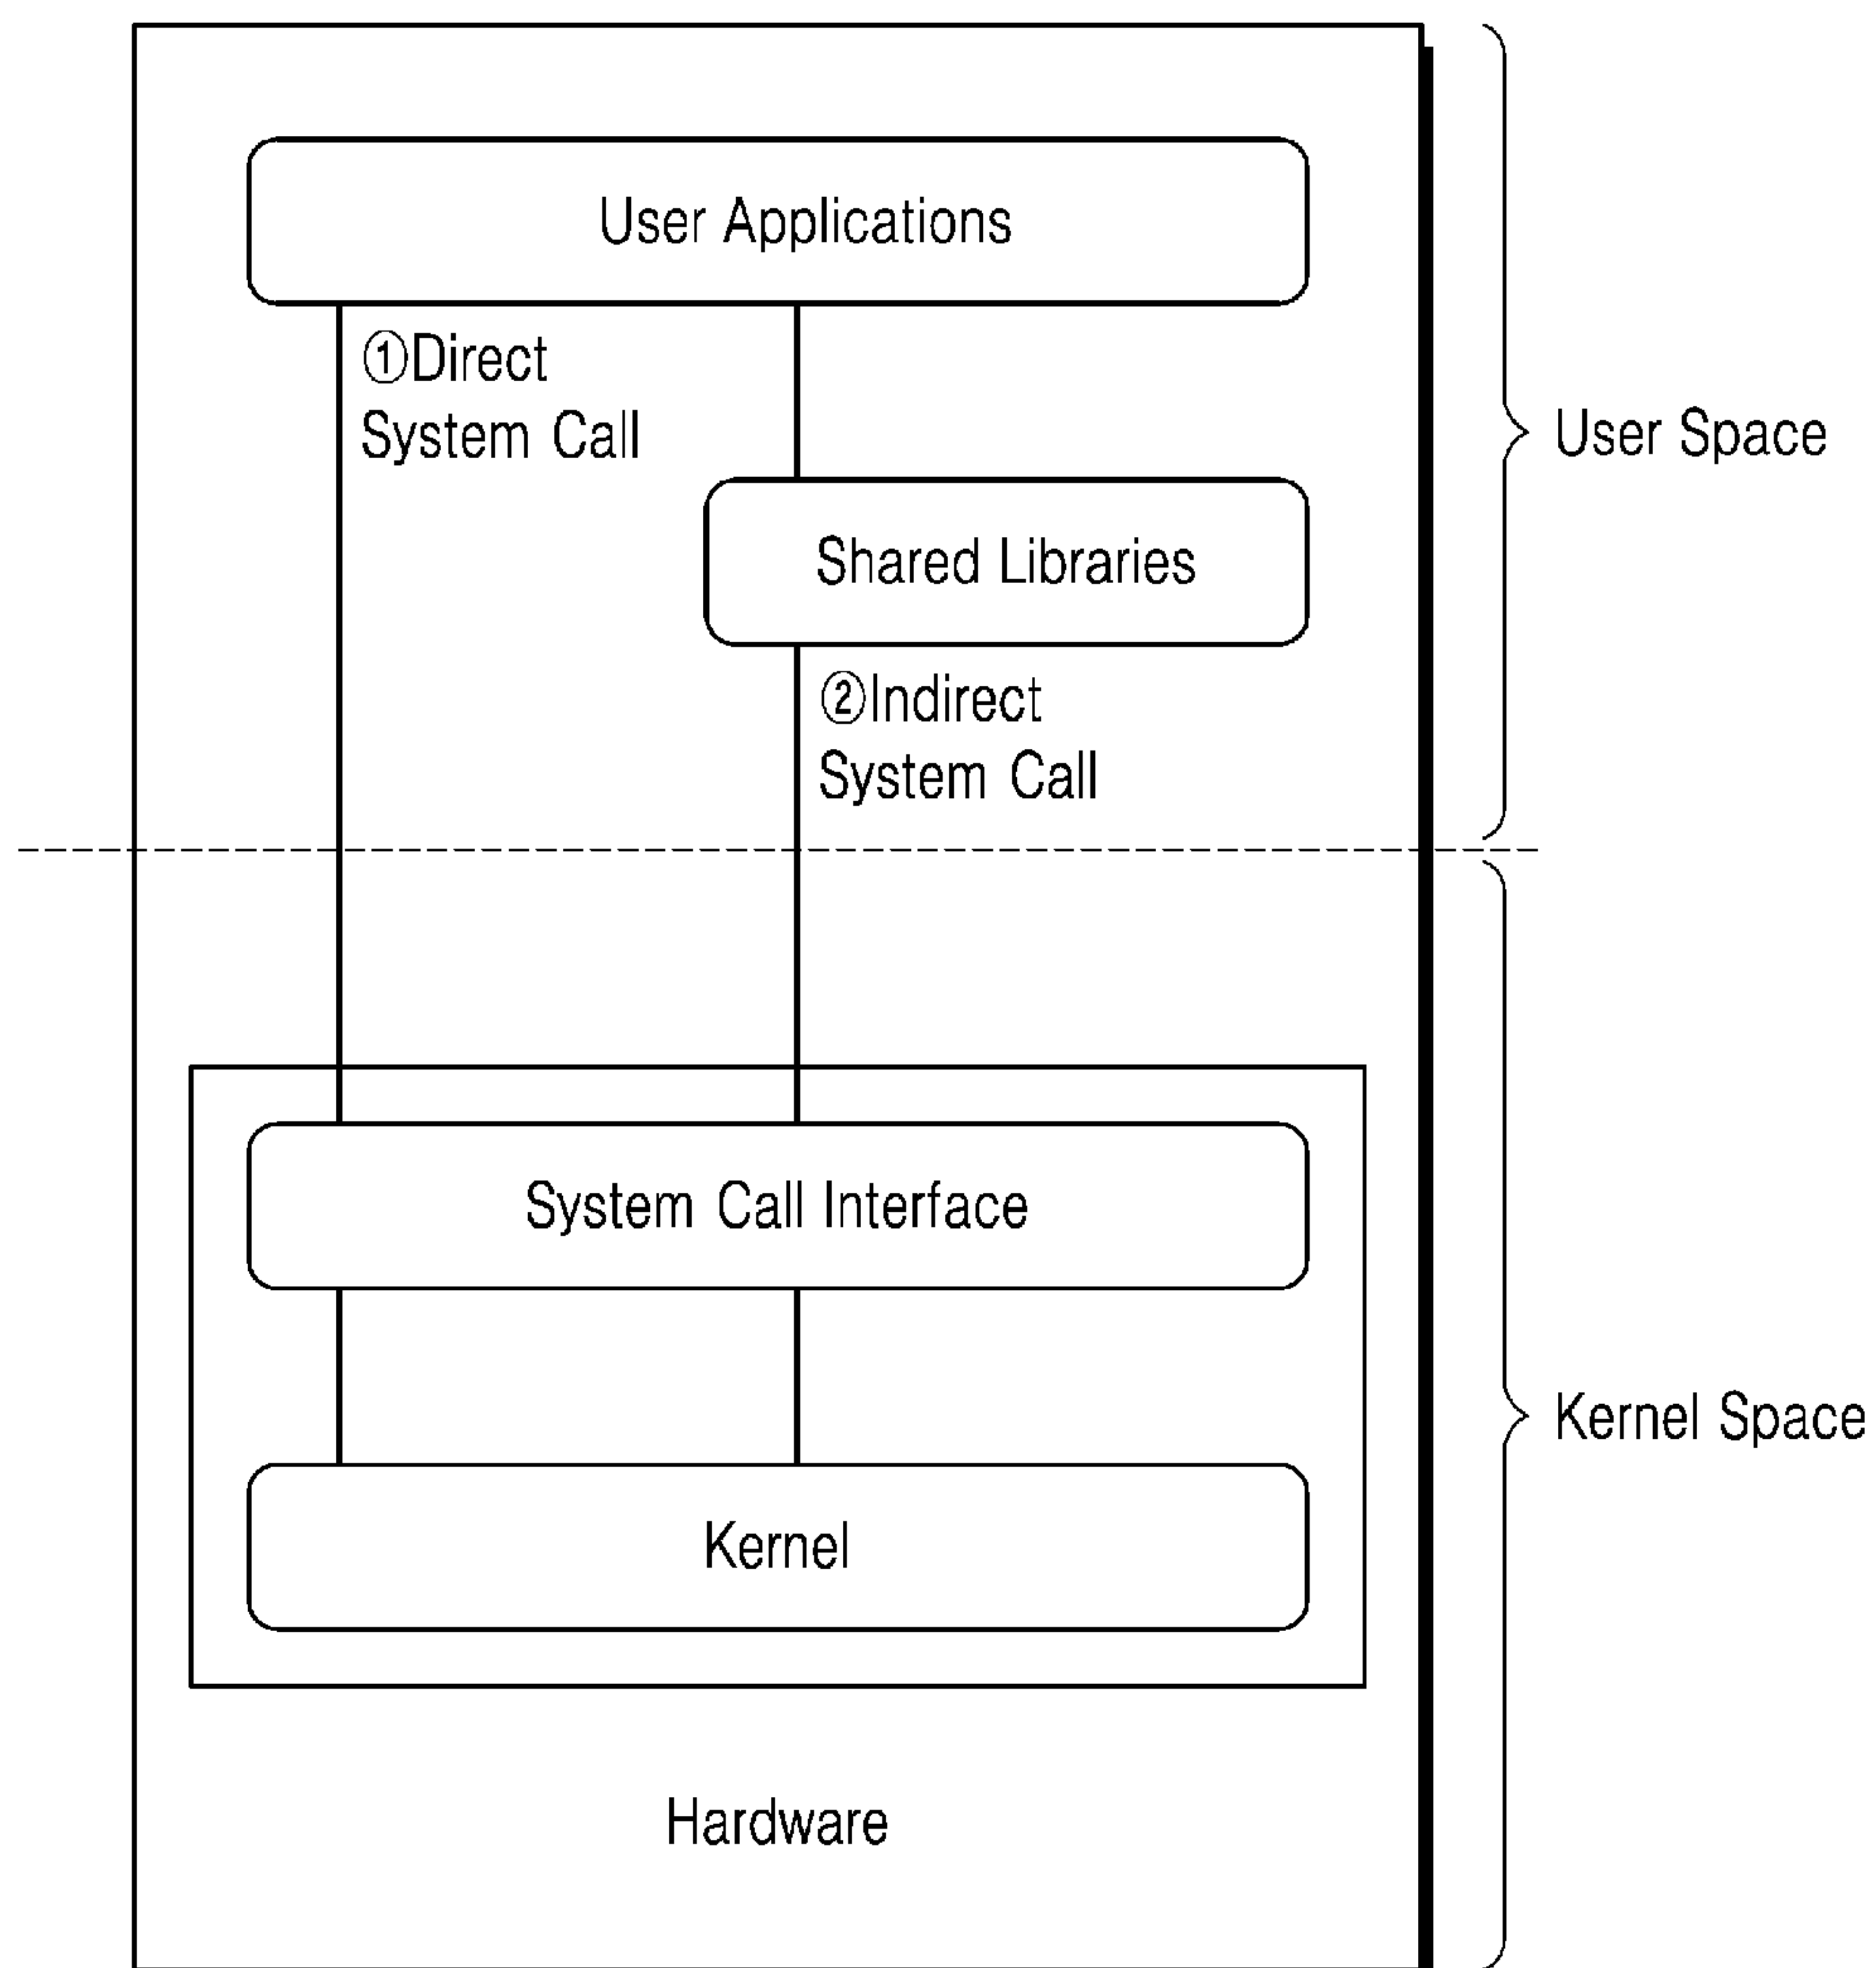 User Applications
①Direct
System Call
User Space
Shared Libraries
②Indirect
System Call
System Call Interface
Kernel Space
Kernel
Hardware